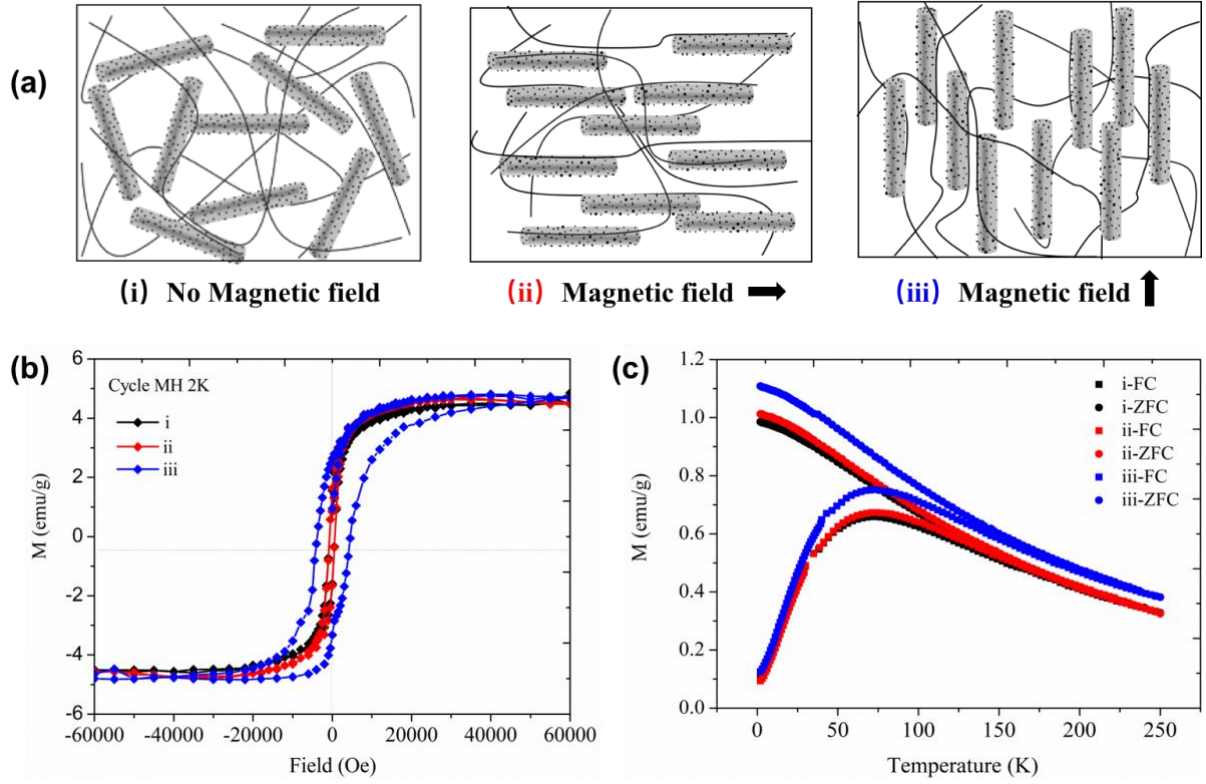 (a)
(i) No Magnetic field
(ii) Magnetic field
(iii) Magnetic field
(b)
Cycle MH 2K
i
ii
iii
M (emu/g)
6
4
2
0
-2
-4
-6
-60000 -40000 -20000 0 20000 40000 60000
Field (Oe)
(c)
i-FC
i-ZFC
ii-FC
ii-ZFC
iii-FC
iii-ZFC
M (emu/g)
1.2
1.0
0.8
0.6
0.4
0.2
0.0
0 50 100 150 200 250
Temperature (K)